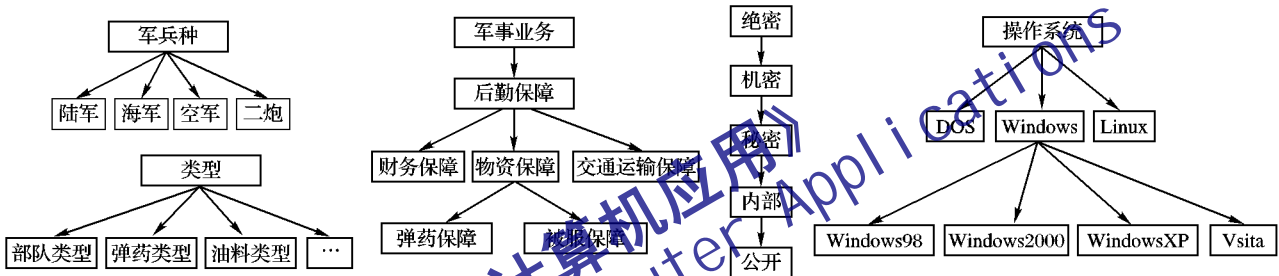 军兵种
陆军 海军 空军 二炮
类型
部队类型 弹药类型 油料类型 …
军事业务
后勤保障
财务保障 物资保障 交通运输保障
弹药保障 被服保障
绝密
机密
秘密
内部
公开
操作系统
DOS Windows Linux
Windows98 Windows2000 WindowsXP Vsita
计算机应用》
uter Applications